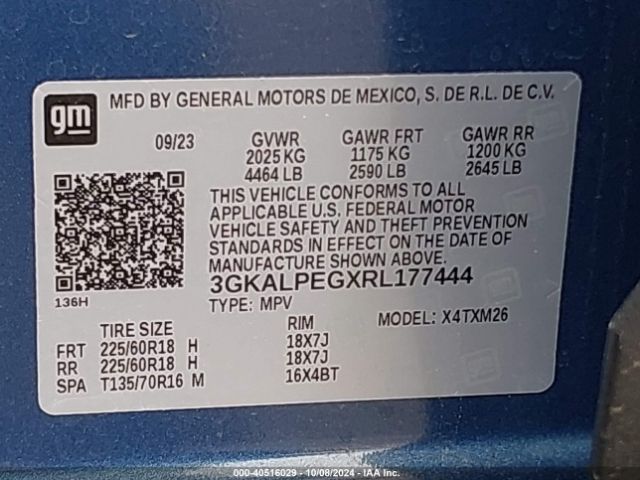 gm
MFD BY GENERAL MOTORS DE MEXICO, S. DE R.L. DE C.V.
09/23 GVWR GAWR FRT GAWR RR
2025 KG 1175 KG 1200 KG
4464 LB 2590 LB 2645 LB
THIS VEHICLE CONFORMS TO ALL
APPLICABLE U.S. FEDERAL MOTOR
VEHICLE SAFETY AND THEFT PREVENTION
STANDARDS IN EFFECT ON THE DATE OF
MANUFACTURE SHOWN ABOVE.
3GKALPEGXRL177444
136H
TYPE: MPV MODEL: X4TXM26
TIRE SIZE RIM
FRT 225/60R18 H 18X7J
RR 225/60R18 H 18X7J
SPA T135/70R16 M 16X4BT
000-40516029 - 10/08/2024 - IAA Inc.